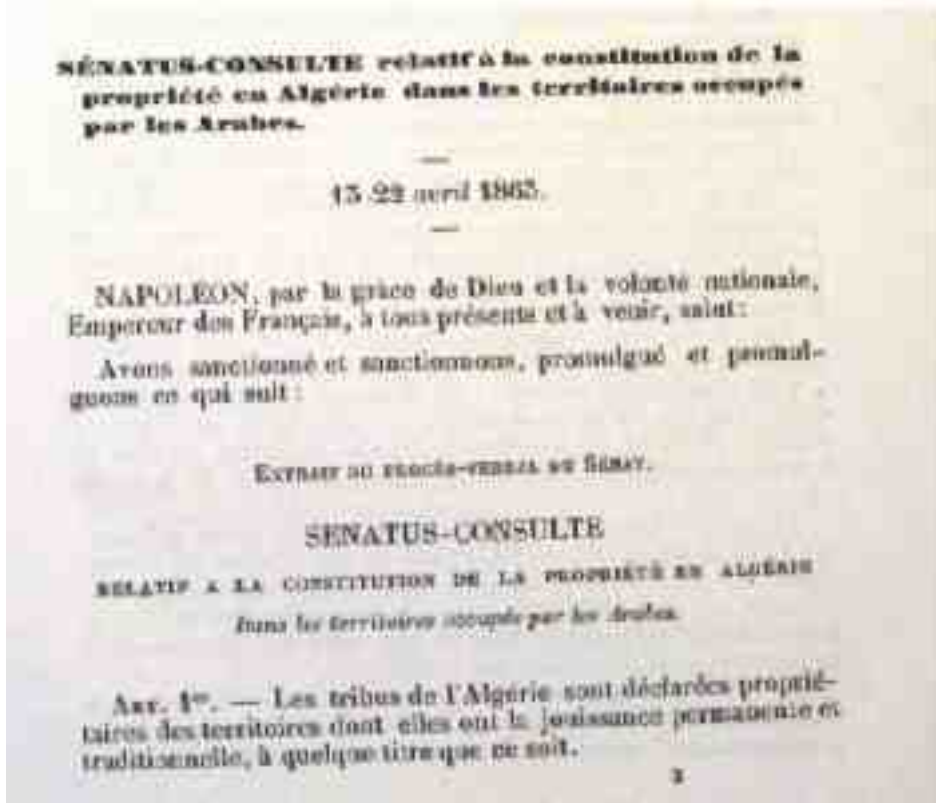 SÉNATUS-CONSULTE relatif à la constitution de la
propriété en Algérie dans les territoires occupés
par les Arabes.
13-22 avril 1863.
NAPOLÉON, par la grâce de Dieu et la volonté nationale,
Empereur des Français, à tous présents et à venir, salut :
Avons sanctionné et sanctionnons, promulgué et promul-
guons ce qui suit :
EXTRAIT DU PROCÈS-VERBAL DU SÉNAT.
SENATUS-CONSULTE
RELATIF A LA CONSTITUTION DE LA PROPRIÉTÉ EN ALGÉRIE
Dans les territoires occupés par les Arabes.
ART. 1er. — Les tribus de l'Algérie sont déclarées proprié-
taires des territoires dont elles ont la jouissance permanente et
traditionnelle, à quelque titre que ce soit.